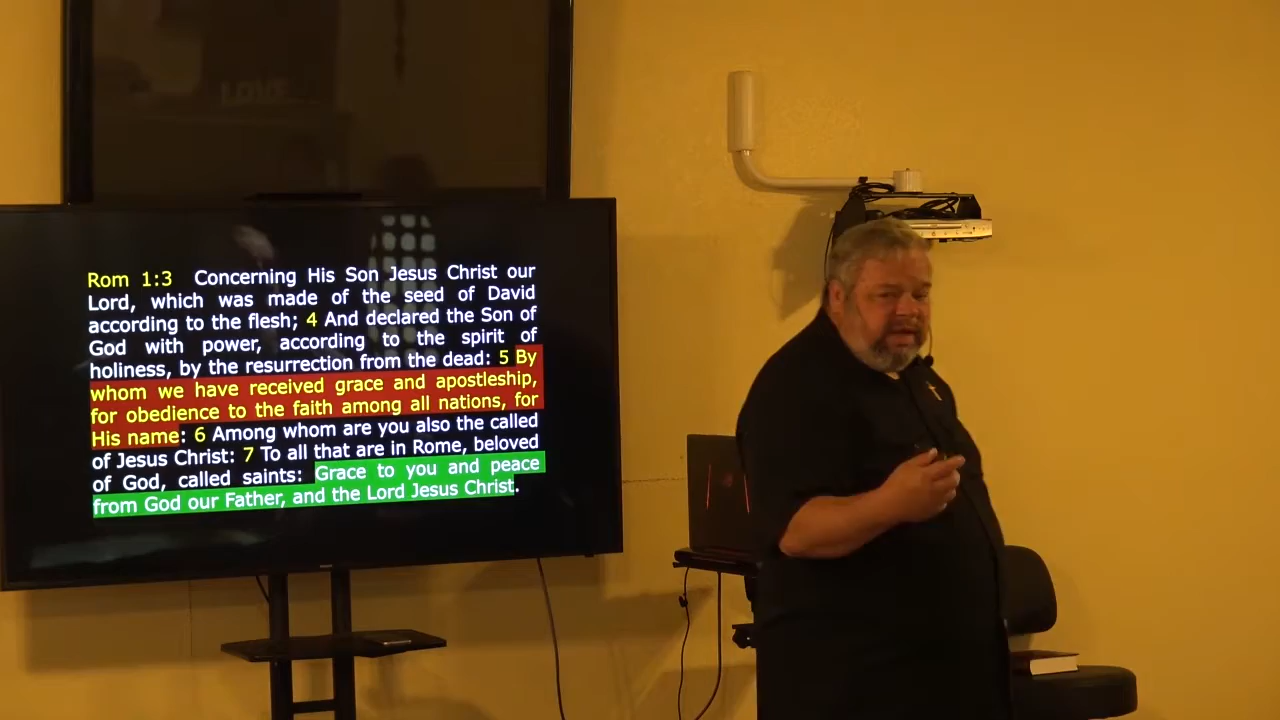 LOVE
Rom 1:3 Concerning His Son Jesus Christ our
Lord, which was made of the seed of David
according to the flesh; 4 And declared the Son of
God with power, according to the spirit of
holiness, by the resurrection from the dead: 5 By
whom we have received grace and apostleship,
for obedience to the faith among all nations, for
His name: 6 Among whom are you also the called
of Jesus Christ: 7 To all that are in Rome, beloved
of God, called saints: Grace to you and peace
from God our Father, and the Lord Jesus Christ.